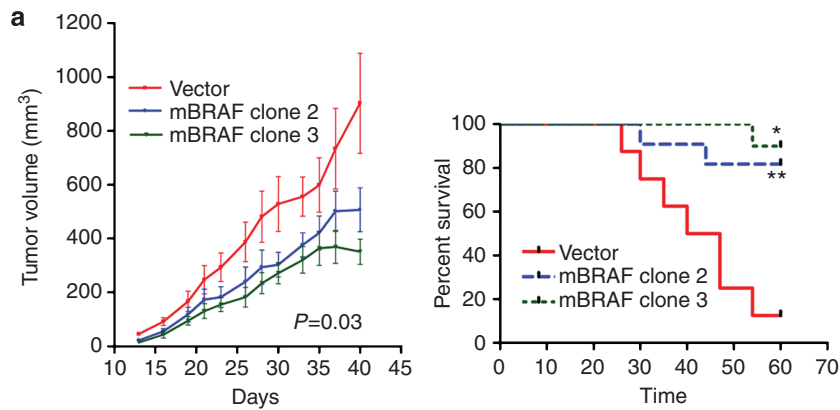 a
1200
1000
800
600
400
200
0
Tumor volume (mm³)
Vector
mBRAF clone 2
mBRAF clone 3
P=0.03
10 15 20 25 30 35 40 45
Days
100
80
60
40
20
0
Percent survival
*
**
Vector
mBRAF clone 2
mBRAF clone 3
0 10 20 30 40 50 60 70
Time